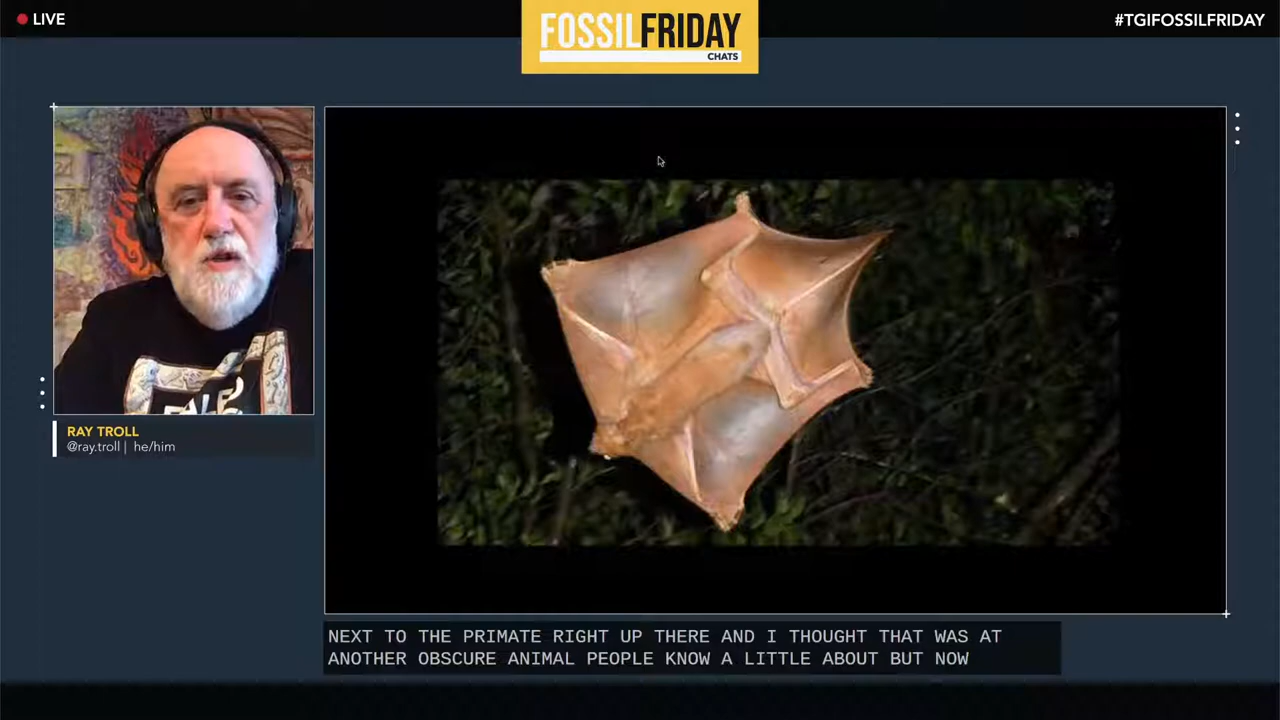 LIVE
FOSSILFRIDAY
CHATS
#TGIFOSSILFRIDAY
RAY TROLL
@ray.troll | he/him
NEXT TO THE PRIMATE RIGHT UP THERE AND I THOUGHT THAT WAS AT
ANOTHER OBSCURE ANIMAL PEOPLE KNOW A LITTLE ABOUT BUT NOW